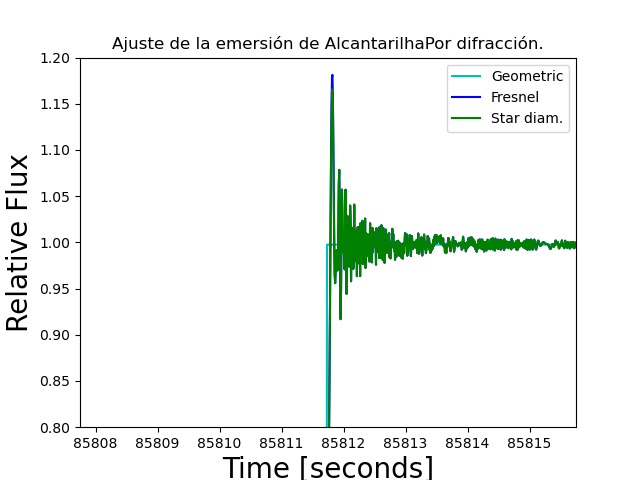 Ajuste de la emersión de AlcantarilhaPor difracción.
1.20
1.15
1.10
1.05
1.00
0.95
0.90
0.85
0.80
Relative Flux
Geometric
Fresnel
Star diam.
85808 85809 85810 85811 85812 85813 85814 85815
Time [seconds]